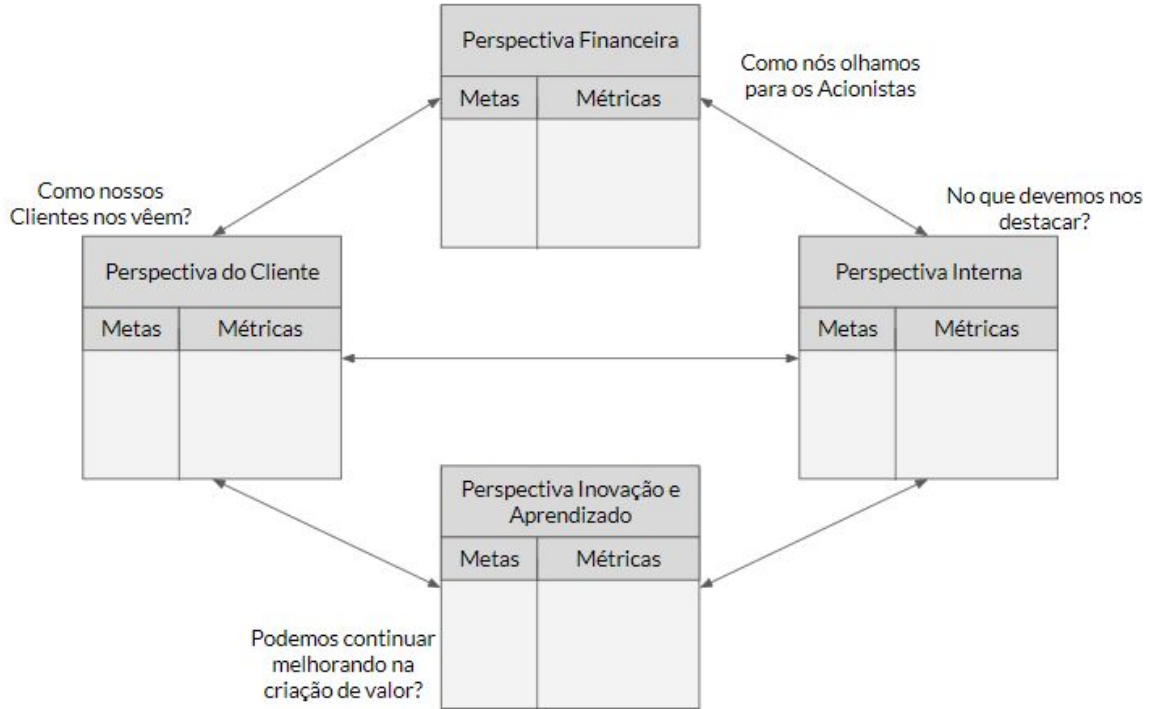 Perspectiva Financeira
Metas
Métricas
Como nós olhamos
para os Acionistas
Como nossos
Clientes nos vêem?
No que devemos nos
destacar?
Perspectiva do Cliente
Metas
Métricas
Perspectiva Interna
Metas
Métricas
Perspectiva Inovação e
Aprendizado
Metas
Métricas
Podemos continuar
melhorando na
criação de valor?